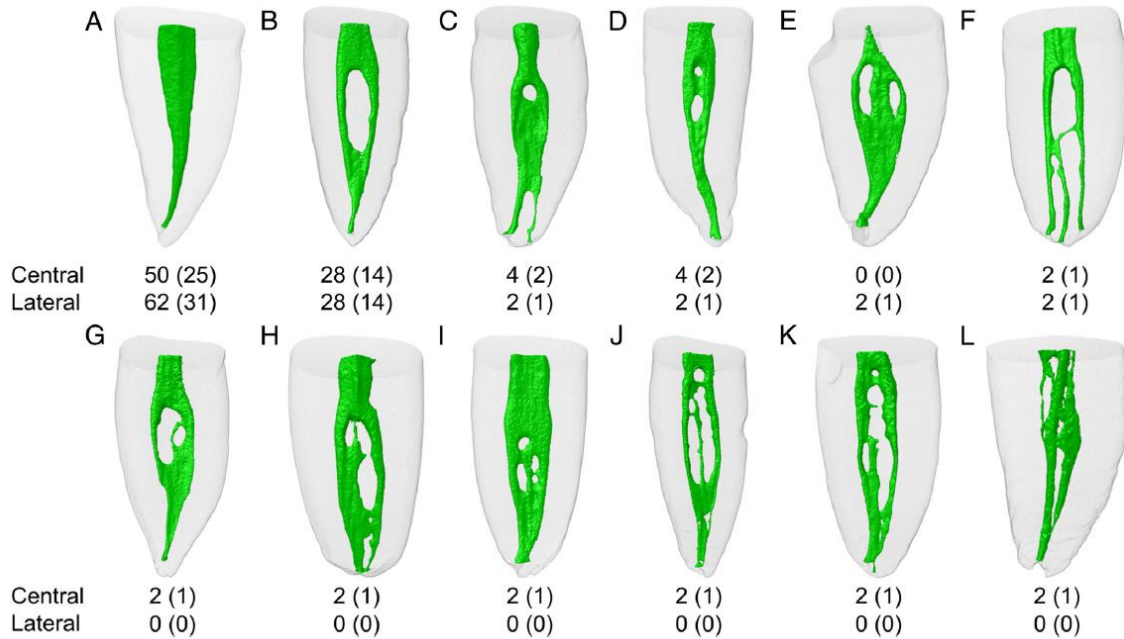 A B C D E F
Central 50 (25) 28 (14) 4 (2) 4 (2) 0 (0) 2 (1)
Lateral 62 (31) 28 (14) 2 (1) 2 (1) 2 (1) 2 (1)
G H I J K L
Central 2 (1) 2 (1) 2 (1) 2 (1) 2 (1) 2 (1)
Lateral 0 (0) 0 (0) 0 (0) 0 (0) 0 (0) 0 (0)